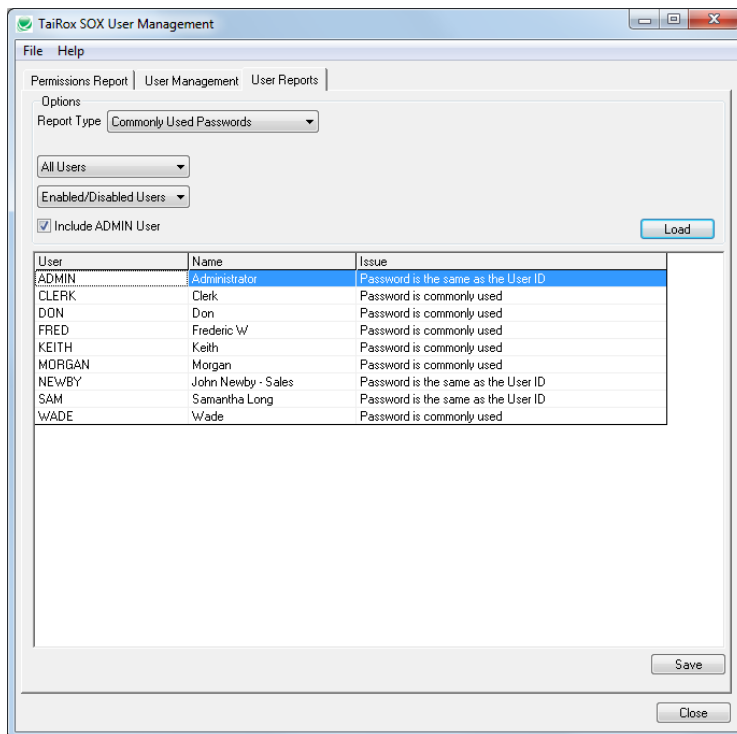 TaiRox SOX User Management
File Help
Permissions Report User Management User Reports
Options
Report Type Commonly Used Passwords
All Users
Enabled/Disabled Users
Include ADMIN User
Load
User Name Issue
ADMIN Administrator Password is the same as the User ID
CLERK Clerk Password is commonly used
DON Don Password is commonly used
FRED Frederic W Password is commonly used
KEITH Keith Password is commonly used
MORGAN Morgan Password is commonly used
NEWBY John Newby - Sales Password is the same as the User ID
SAM Samantha Long Password is the same as the User ID
WADE Wade Password is commonly used
Save
Close